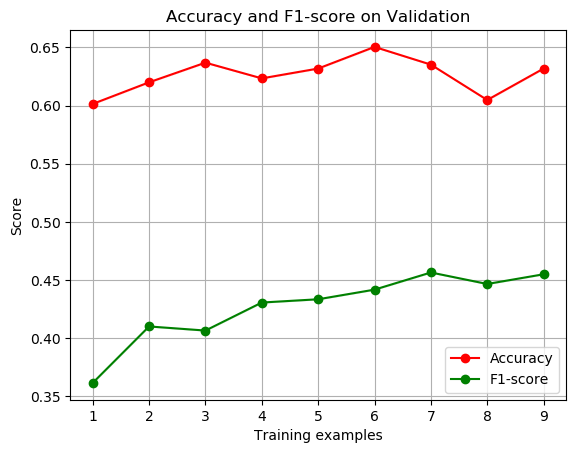 Accuracy and F1-score on Validation
Score
0.65
0.60
0.55
0.50
0.45
0.40
0.35
Accuracy
F1-score
1 2 3 4 5 6 7 8 9
Training examples